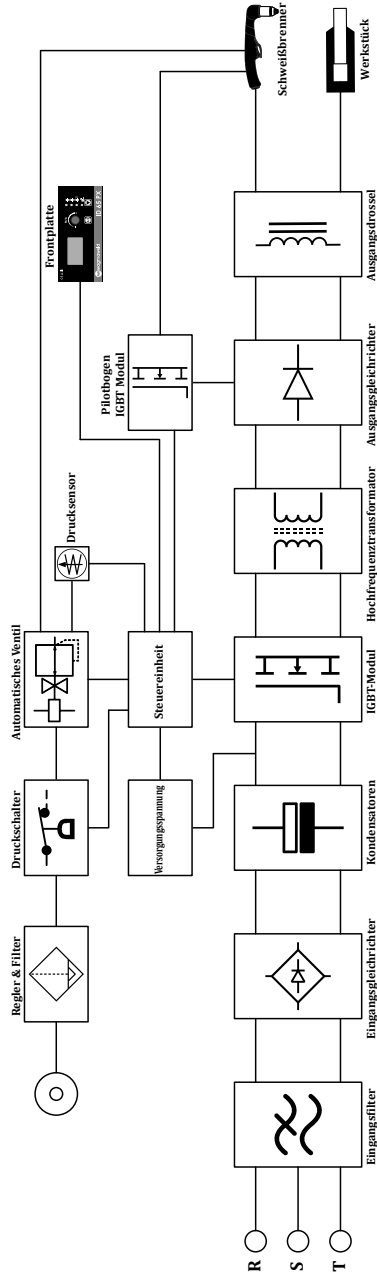 Regler & Filter
Druckschalter
Automatisches Ventil
Drucksensor
Frontplatte
Versorgungsspannung
Steuereinheit
Pilotbogen
IGBT Modul
Schweißbrenner
Werkstück
R
S
T
Eingangsfilter
Eingangsgleichrichter
Kondensatoren
IGBT-Modul
Hochfrequenztransformator
Ausgangsgleichrichter
Ausgangsdrossel